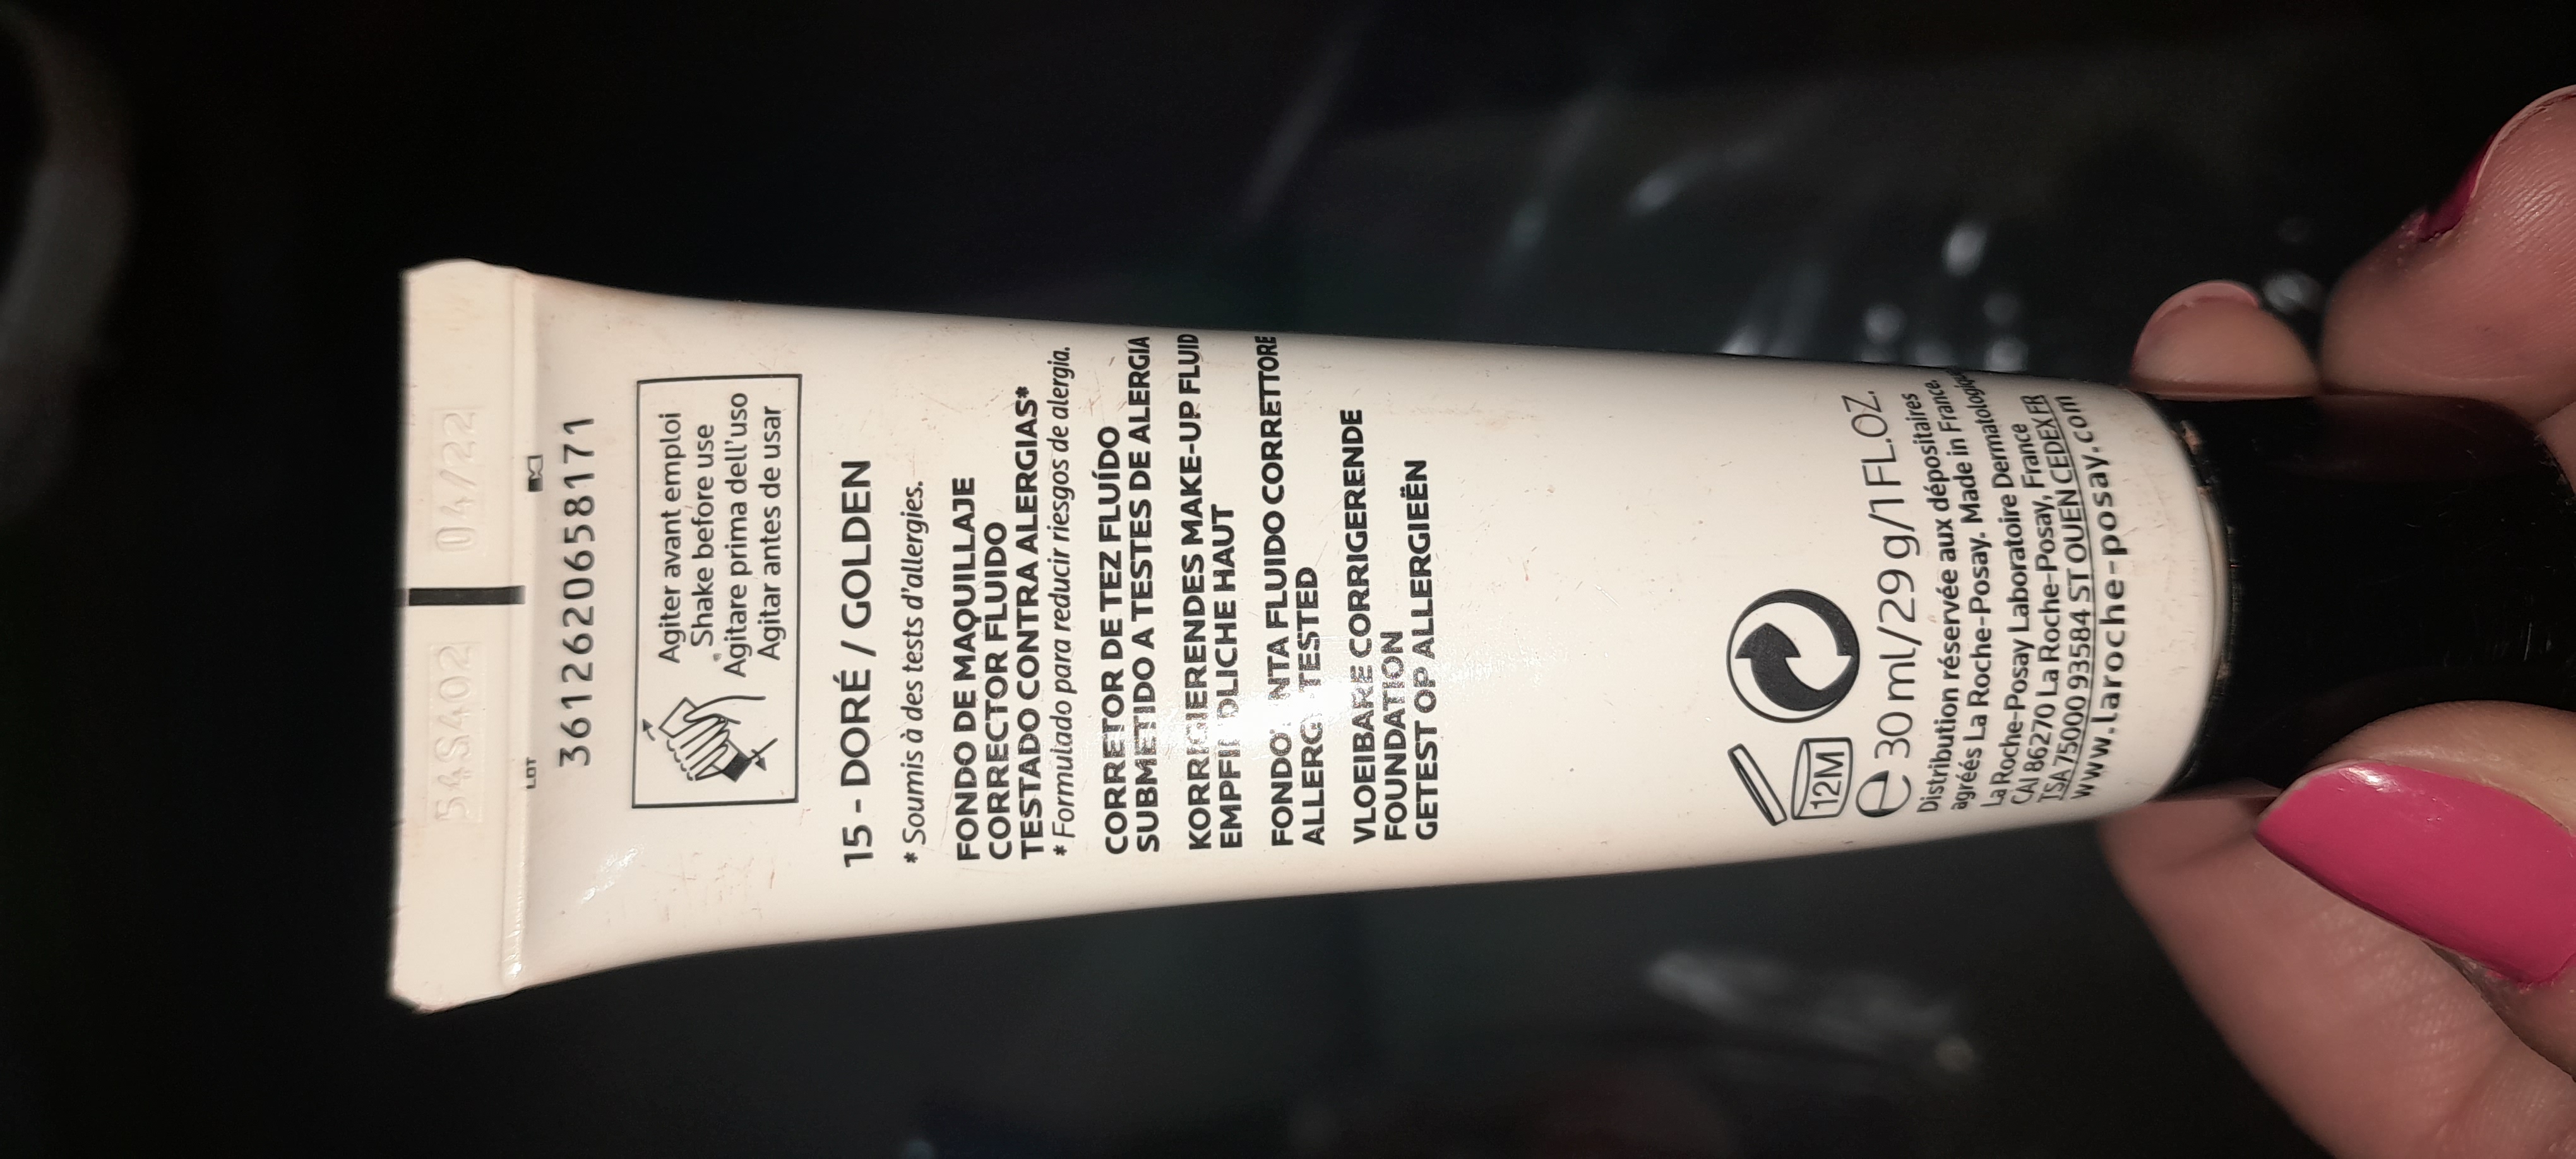 54SA02 04/22
LOT
3612620658171
Agiter avant emploi
Shake before use
Agitare prima dell'uso
Agitar antes de usar
15 - DORÉ / GOLDEN
* Soumis à des tests d'allergies.
FONDO DE MAQUILLAJE
CORRECTOR FLUIDO
TESTADO CONTRA ALERGIAS*
* Formulado para reducir riesgos de alergia.
CORRETOR DE TEZ FLUÍDO
SUBMETIDO A TESTES DE ALERGIA
KORRIGIERENDES MAKE-UP FLUID
HAUT
FLUIDO CORRETTORE
TESTED
VLOEIBARE CORRIGERENDE
FOUNDATION
GETEST OP ALLERGIEËN
12M
e 30 ml/29 g/1 FL.OZ.
Distribution réservée aux dépositaires
agréés La Roche-Posay. Made in France.
La Roche-Posay Laboratoire Dermatologique
CAI 86270 La Roche-Posay, France
TSA 75000 93584 ST OUEN CEDEX FR
www.laroche-posay.com